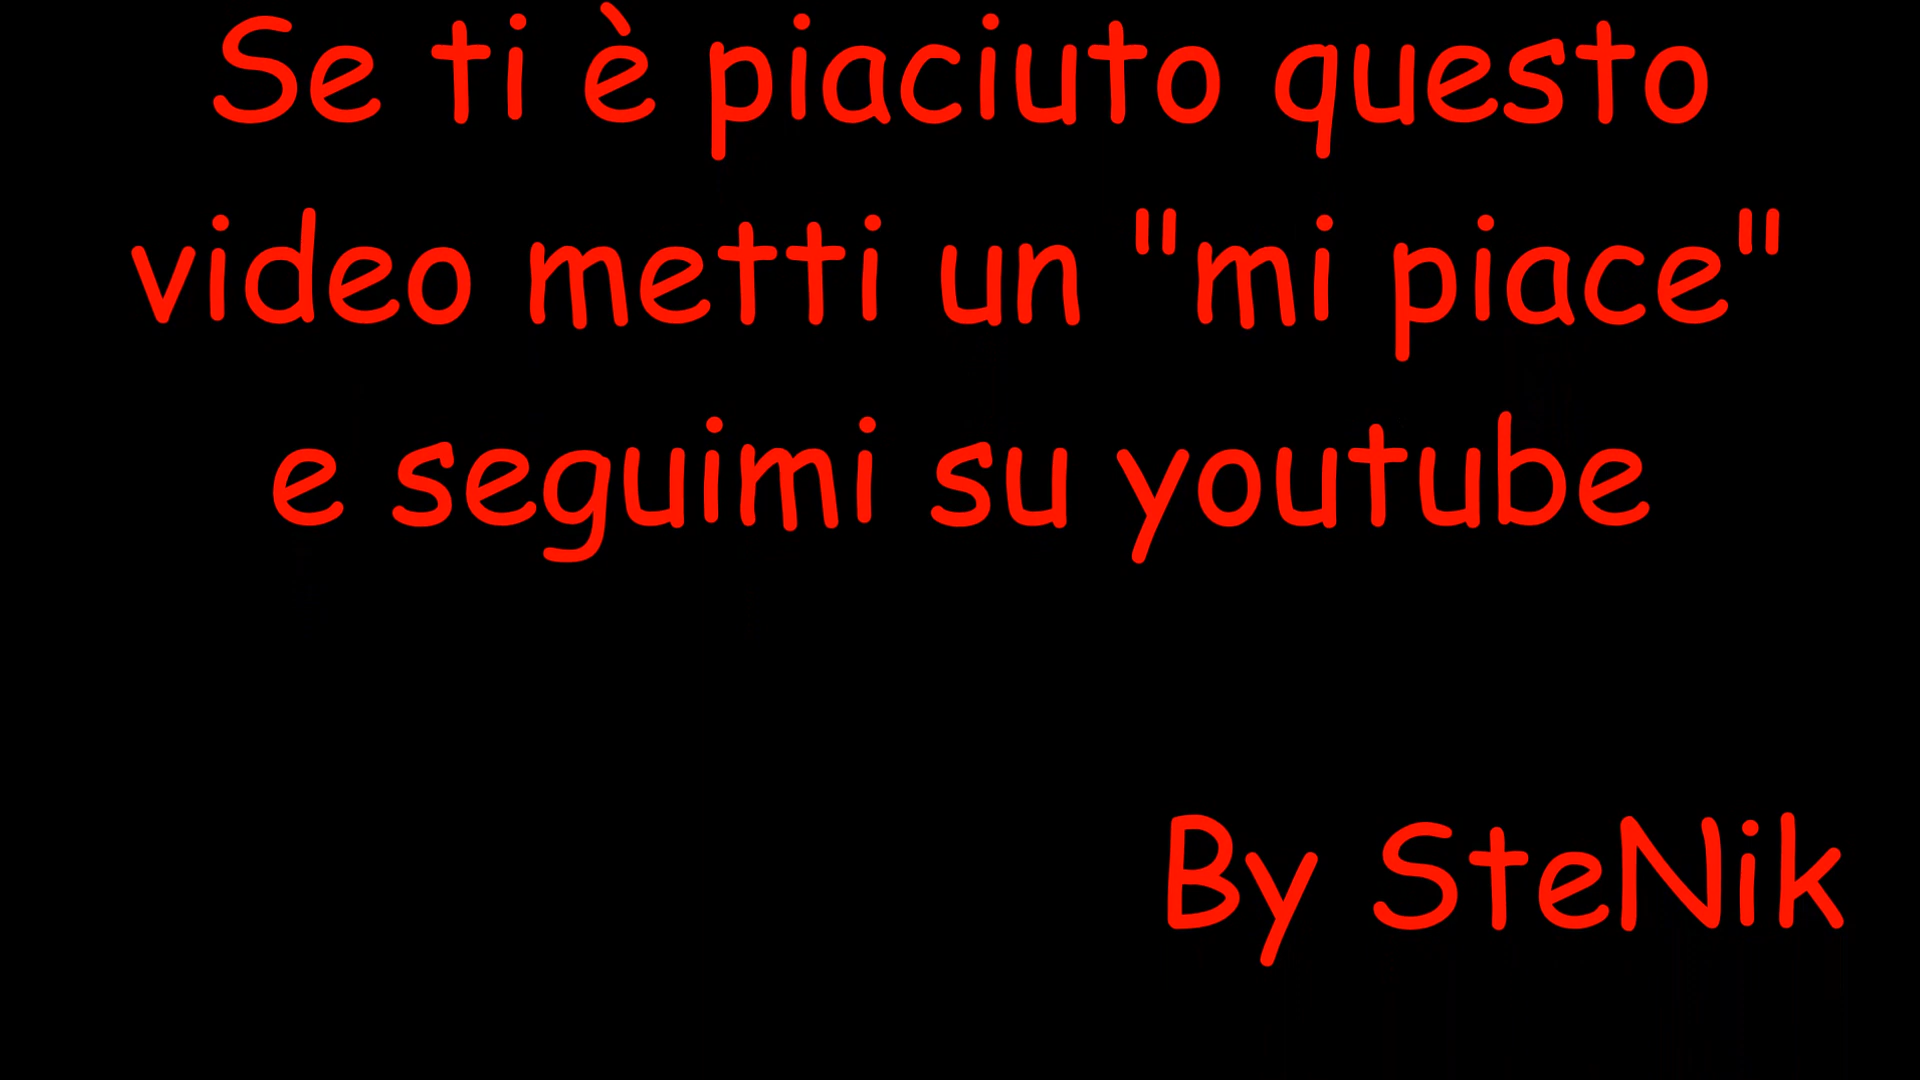 Se ti è piaciuto questo
video metti un "mi piace"
e seguimi su youtube
By SteNik